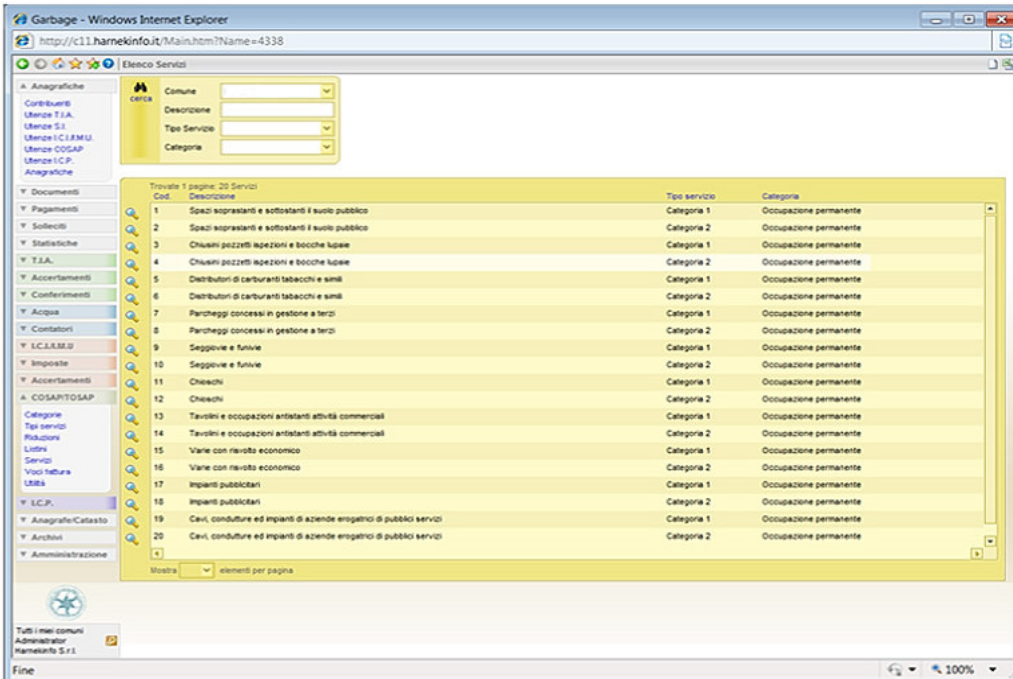 Garbage - Windows Internet Explorer
http://c11.harnekinfo.it/Main.htm?Name=4338
Elenco Servizi
Anagrafiche
Contribuenti
Utenze T.I.A.
Utenze S.I.
Utenze I.C.I./I.M.U.
Utenze COSAP
Utenze I.C.P.
Anagrafiche
Documenti
Pagamenti
Solleciti
Statistiche
T.I.A.
Accertamenti
Conferimenti
Acqua
Contatori
I.C.I./I.M.U
Imposte
Accertamenti
COSAP/TOSAP
Categorie
Tipi servizi
Riduzioni
Listini
Servizi
Voci fattura
Utilità
I.C.P.
Anagrafe/Catasto
Archivi
Amministrazione
Tutti i miei comuni
Administrator
Harnekinfo S.r.l.
cerca
Comune
Descrizione
Tipo Servizio
Categoria
Trovate 1 pagine: 20 Servizi
Cod. Descrizione Tipo servizio Categoria
1 Spazi soprastanti e sottostanti il suolo pubblico Categoria 1 Occupazione permanente
2 Spazi soprastanti e sottostanti il suolo pubblico Categoria 2 Occupazione permanente
3 Chiusini pozzetti ispezioni e bocche lupaie Categoria 1 Occupazione permanente
4 Chiusini pozzetti ispezioni e bocche lupaie Categoria 2 Occupazione permanente
5 Distributori di carburanti tabacchi e simili Categoria 1 Occupazione permanente
6 Distributori di carburanti tabacchi e simili Categoria 2 Occupazione permanente
7 Parcheggi concessi in gestione a terzi Categoria 1 Occupazione permanente
8 Parcheggi concessi in gestione a terzi Categoria 2 Occupazione permanente
9 Seggiovie e funivie Categoria 1 Occupazione permanente
10 Seggiovie e funivie Categoria 2 Occupazione permanente
11 Chioschi Categoria 1 Occupazione permanente
12 Chioschi Categoria 2 Occupazione permanente
13 Tavolini e occupazioni antistanti attività commerciali Categoria 1 Occupazione permanente
14 Tavolini e occupazioni antistanti attività commerciali Categoria 2 Occupazione permanente
15 Varie con risvolto economico Categoria 1 Occupazione permanente
16 Varie con risvolto economico Categoria 2 Occupazione permanente
17 Impianti pubblicitari Categoria 1 Occupazione permanente
18 Impianti pubblicitari Categoria 2 Occupazione permanente
19 Cavi, condutture ed impianti di aziende erogatrici di pubblici servizi Categoria 1 Occupazione permanente
20 Cavi, condutture ed impianti di aziende erogatrici di pubblici servizi Categoria 2 Occupazione permanente
Mostra elementi per pagina
Fine
100%